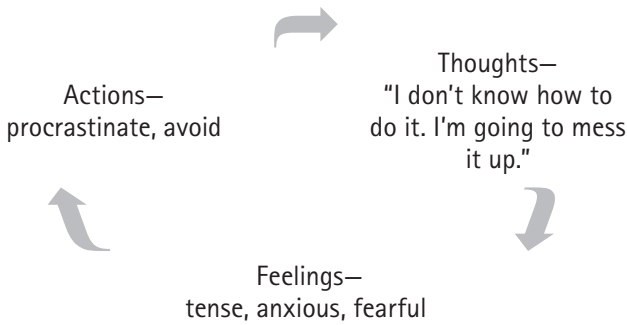 Thoughts—
"I don't know how to
do it. I'm going to mess
it up."
Actions—
procrastinate, avoid
Feelings—
tense, anxious, fearful